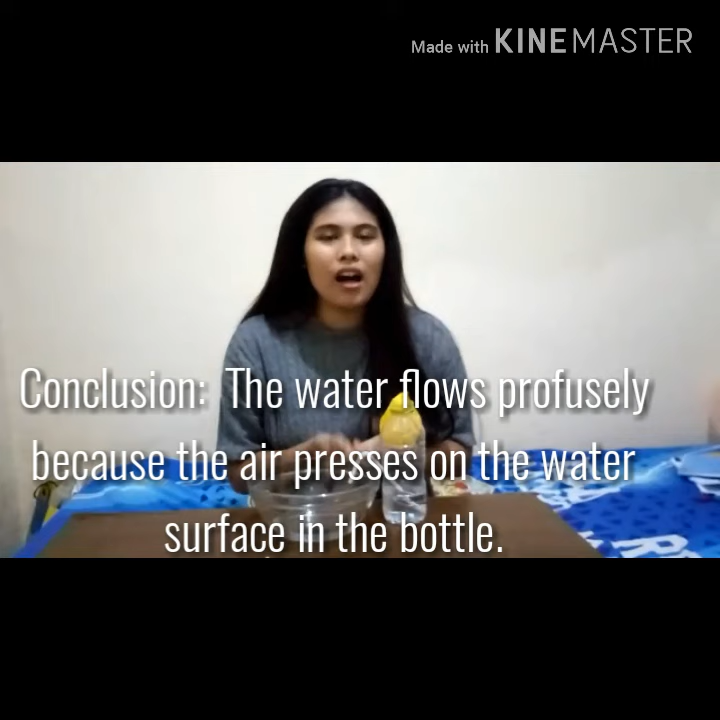 Made with KINEMASTER
Conclusion: The water flows profusely
because the air presses on the water
surface in the bottle.